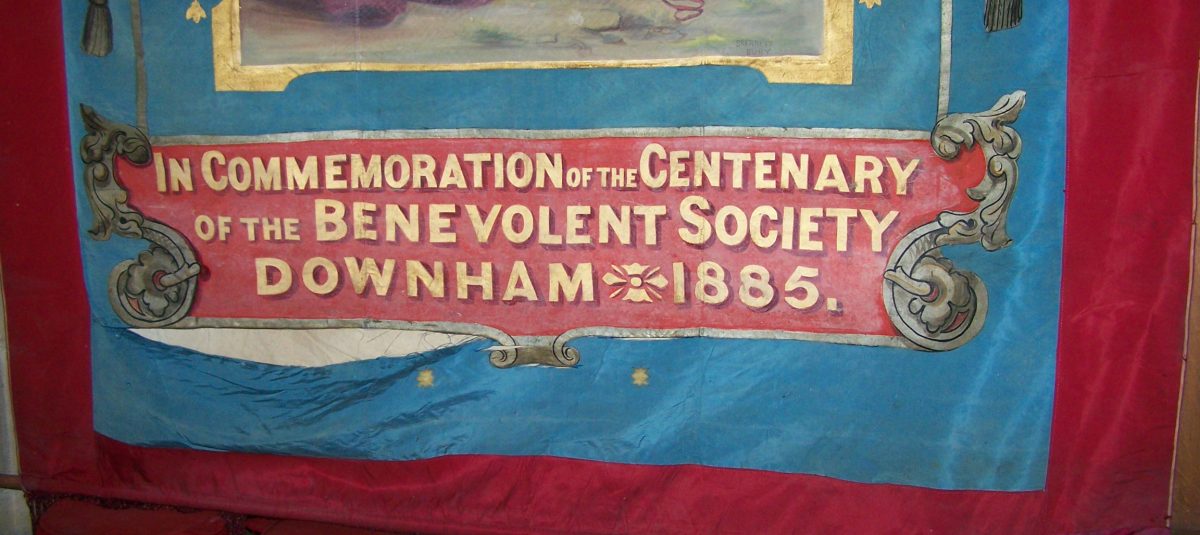 IN COMMEMORATION OF THE CENTENARY
OF THE BENEVOLENT SOCIETY
DOWNHAM 1885.